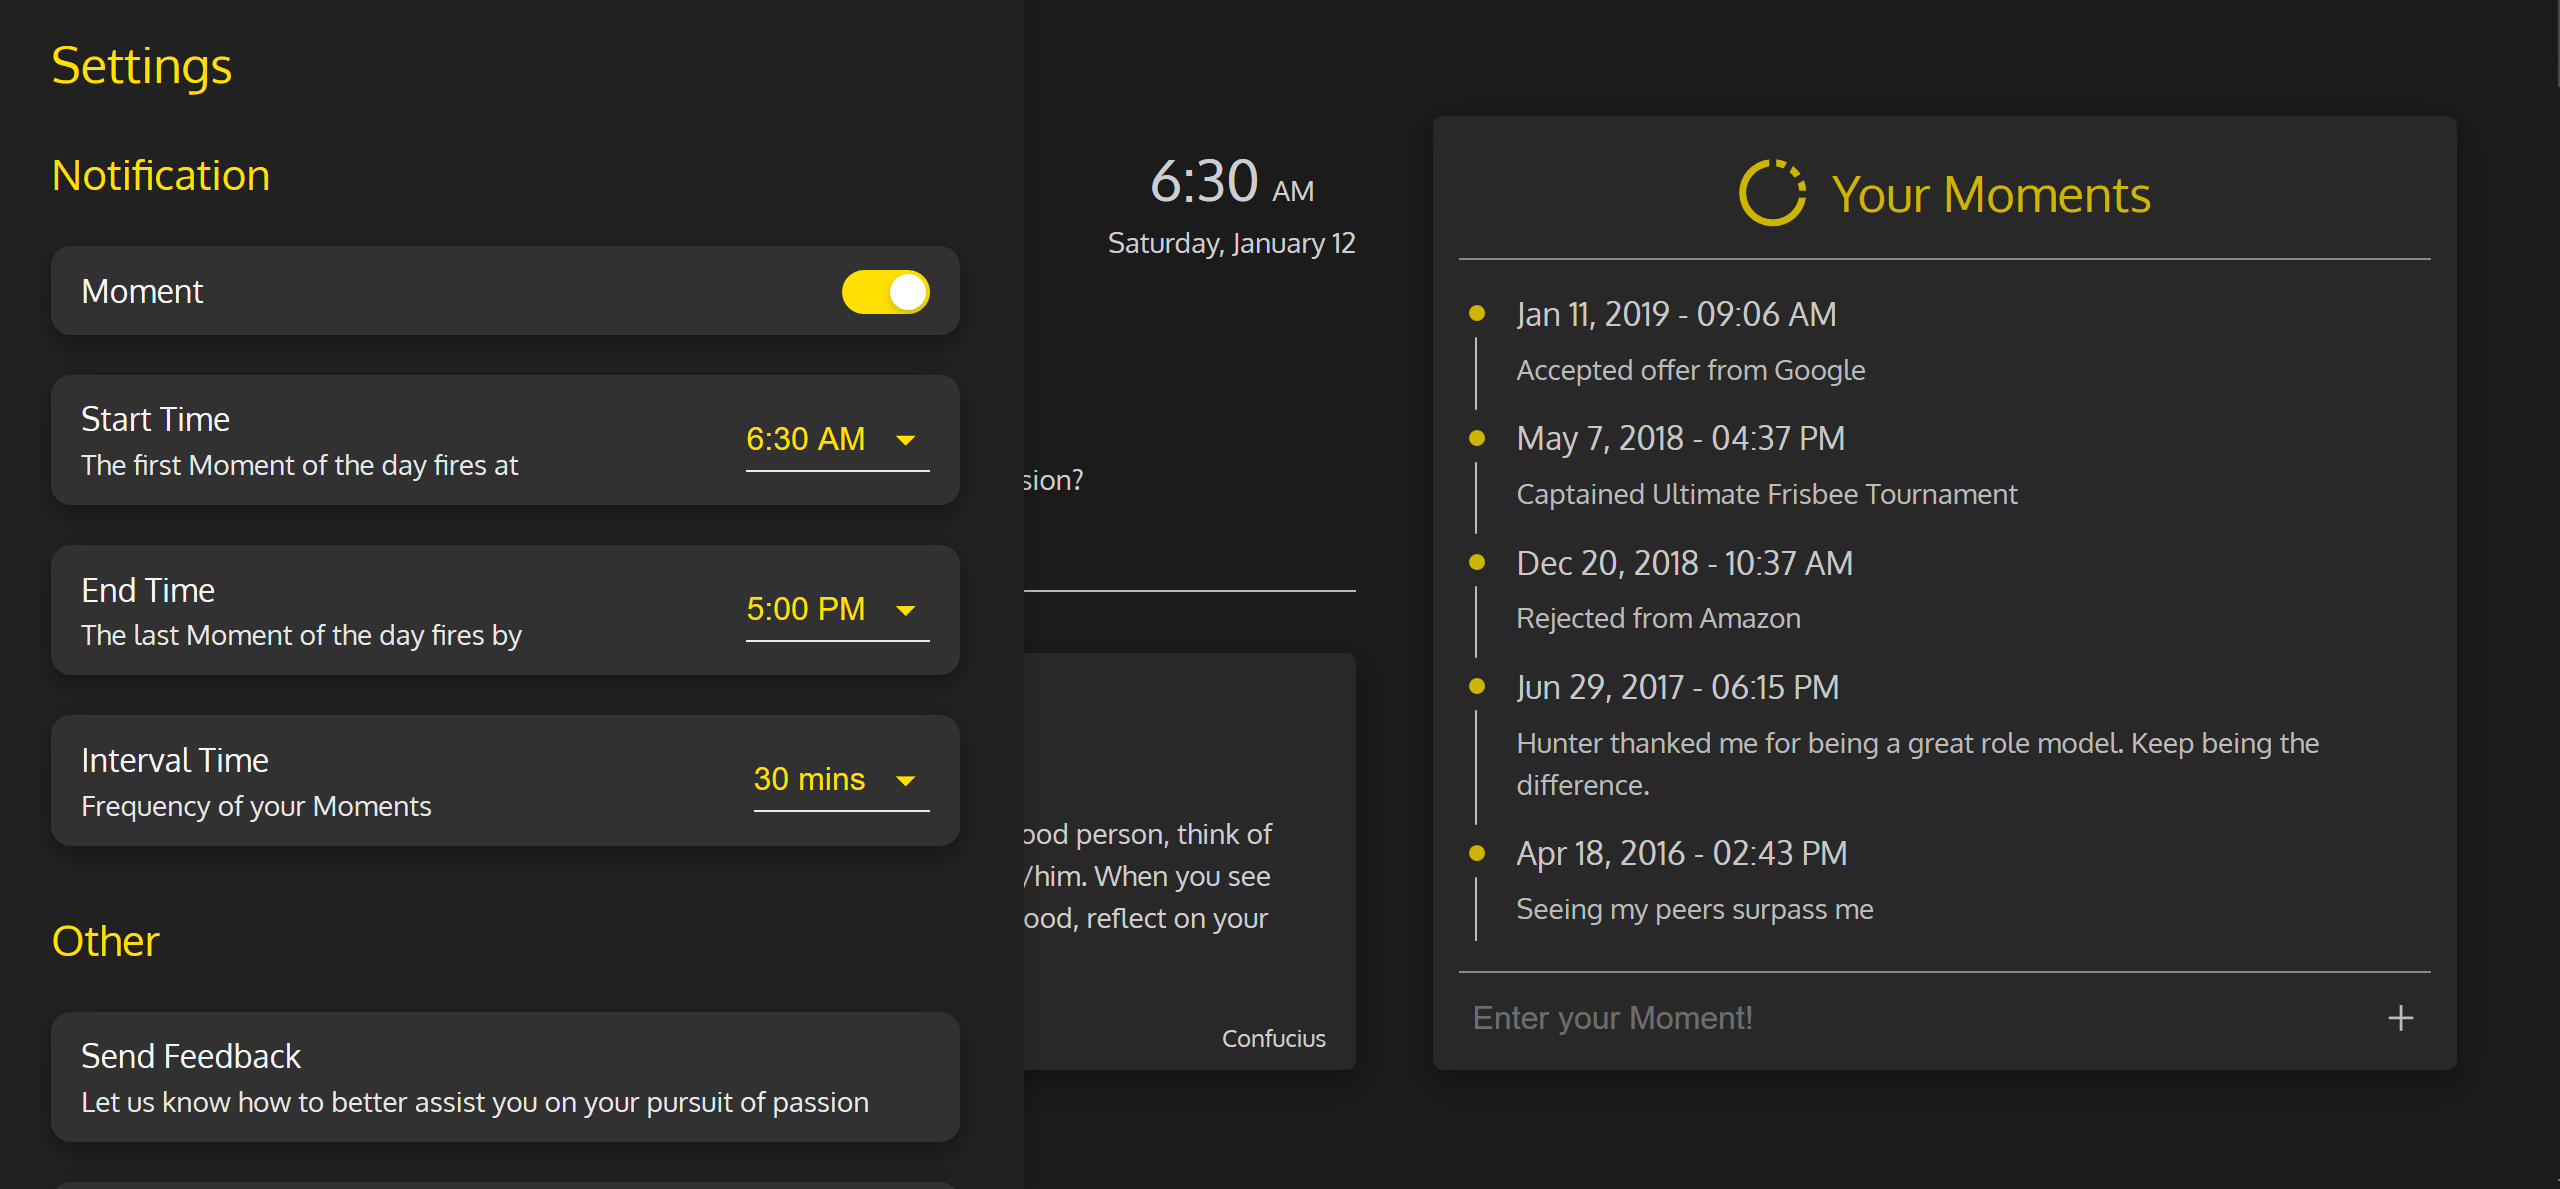 Settings
Notification
Moment
Start Time
The first Moment of the day fires at
6:30 AM
End Time
The last Moment of the day fires by
5:00 PM
Interval Time
Frequency of your Moments
30 mins
Other
Send Feedback
Let us know how to better assist you on your pursuit of passion
6:30 AM
Saturday, January 12
sion?
ood person, think of
/him. When you see
ood, reflect on your
Confucius
Your Moments
Jan 11, 2019 - 09:06 AM
Accepted offer from Google
May 7, 2018 - 04:37 PM
Captained Ultimate Frisbee Tournament
Dec 20, 2018 - 10:37 AM
Rejected from Amazon
Jun 29, 2017 - 06:15 PM
Hunter thanked me for being a great role model. Keep being the
difference.
Apr 18, 2016 - 02:43 PM
Seeing my peers surpass me
Enter your Moment!